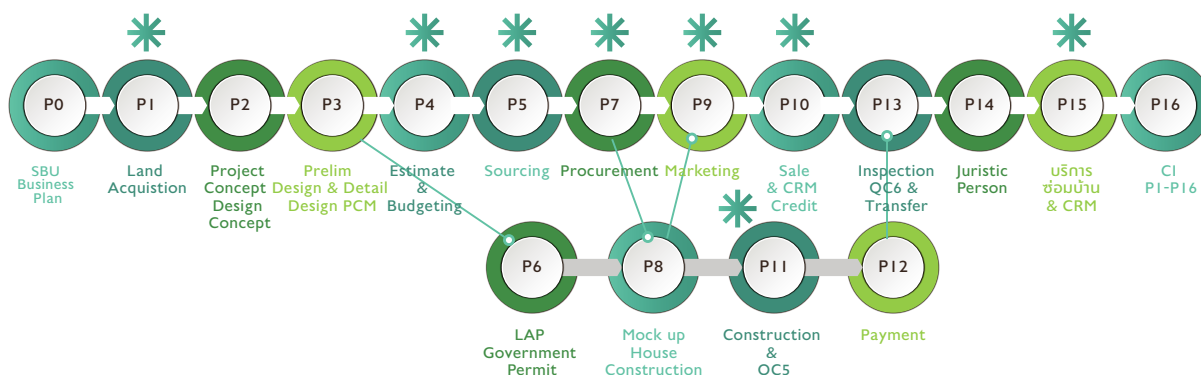 P0
P1
P2
P3
P4
P5
P7
P9
P10
P13
P14
P15
P16
SBU
Business
Plan
Land
Acquistion
Project
Concept
Design
Concept
Prelim
Design & Detail
Design PCM
Estimate
&
Budgeting
Sourcing
Procurement
Marketing
Sale
& CRM
Credit
Inspection
QC6 &
Transfer
Juristic
Person
บริการ
ซ่อมบ้าน
& CRM
CI
P1-P16
P6
P8
P11
P12
LAP
Government
Permit
Mock up
House
Construction
Construction
&
OC5
Payment